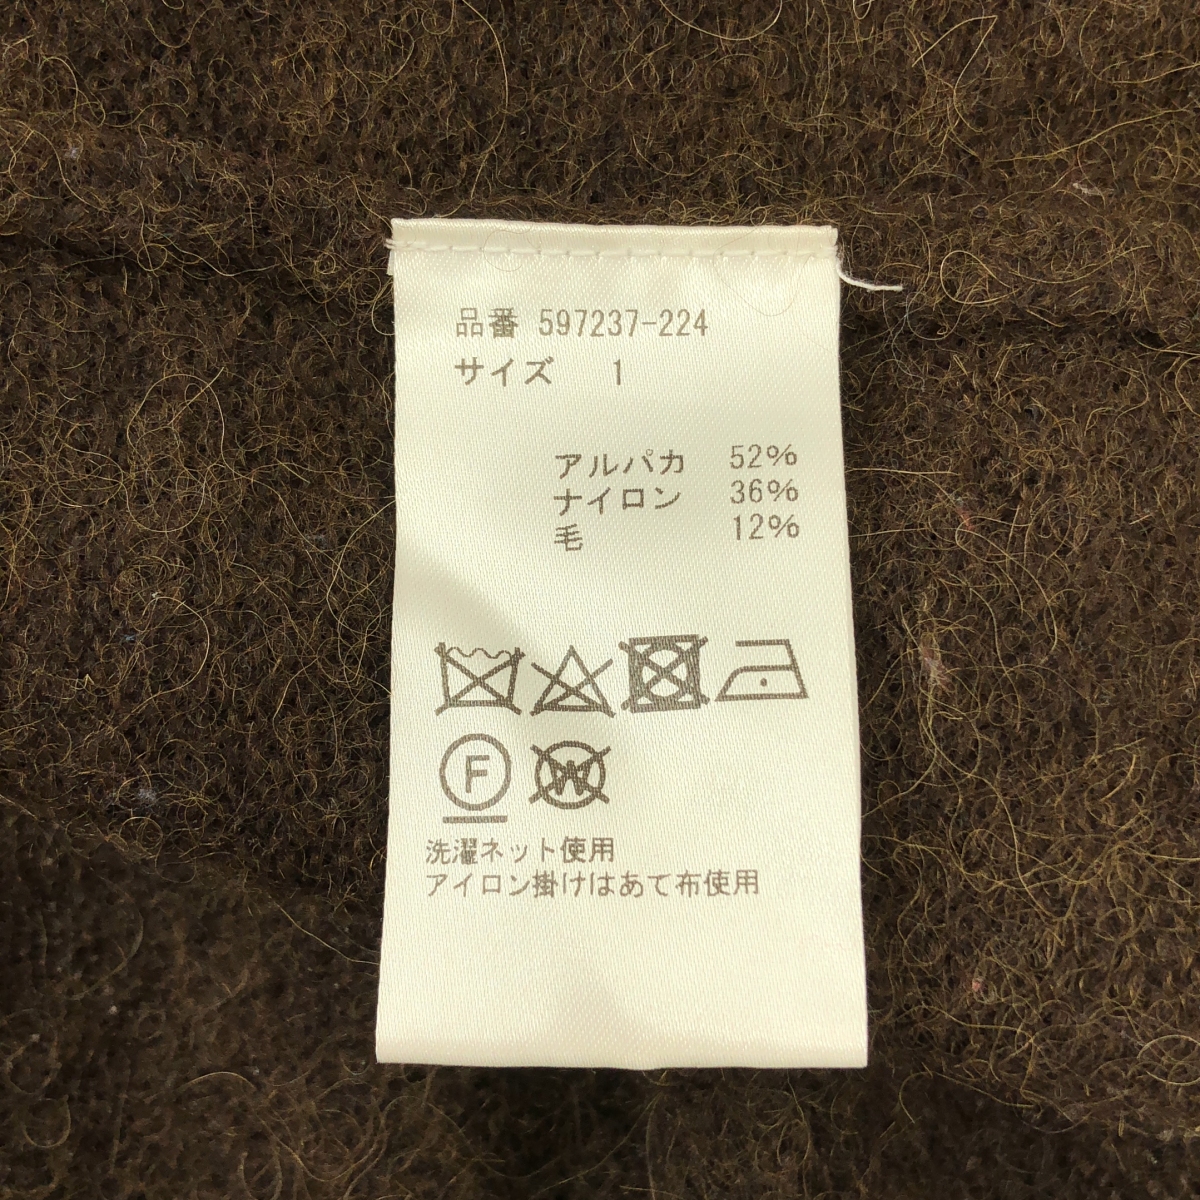 品番 597237-224
サイズ 1
アルパカ 52%
ナイロン 36%
毛 12%
F W
洗濯ネット使用
アイロン掛けはあて布使用